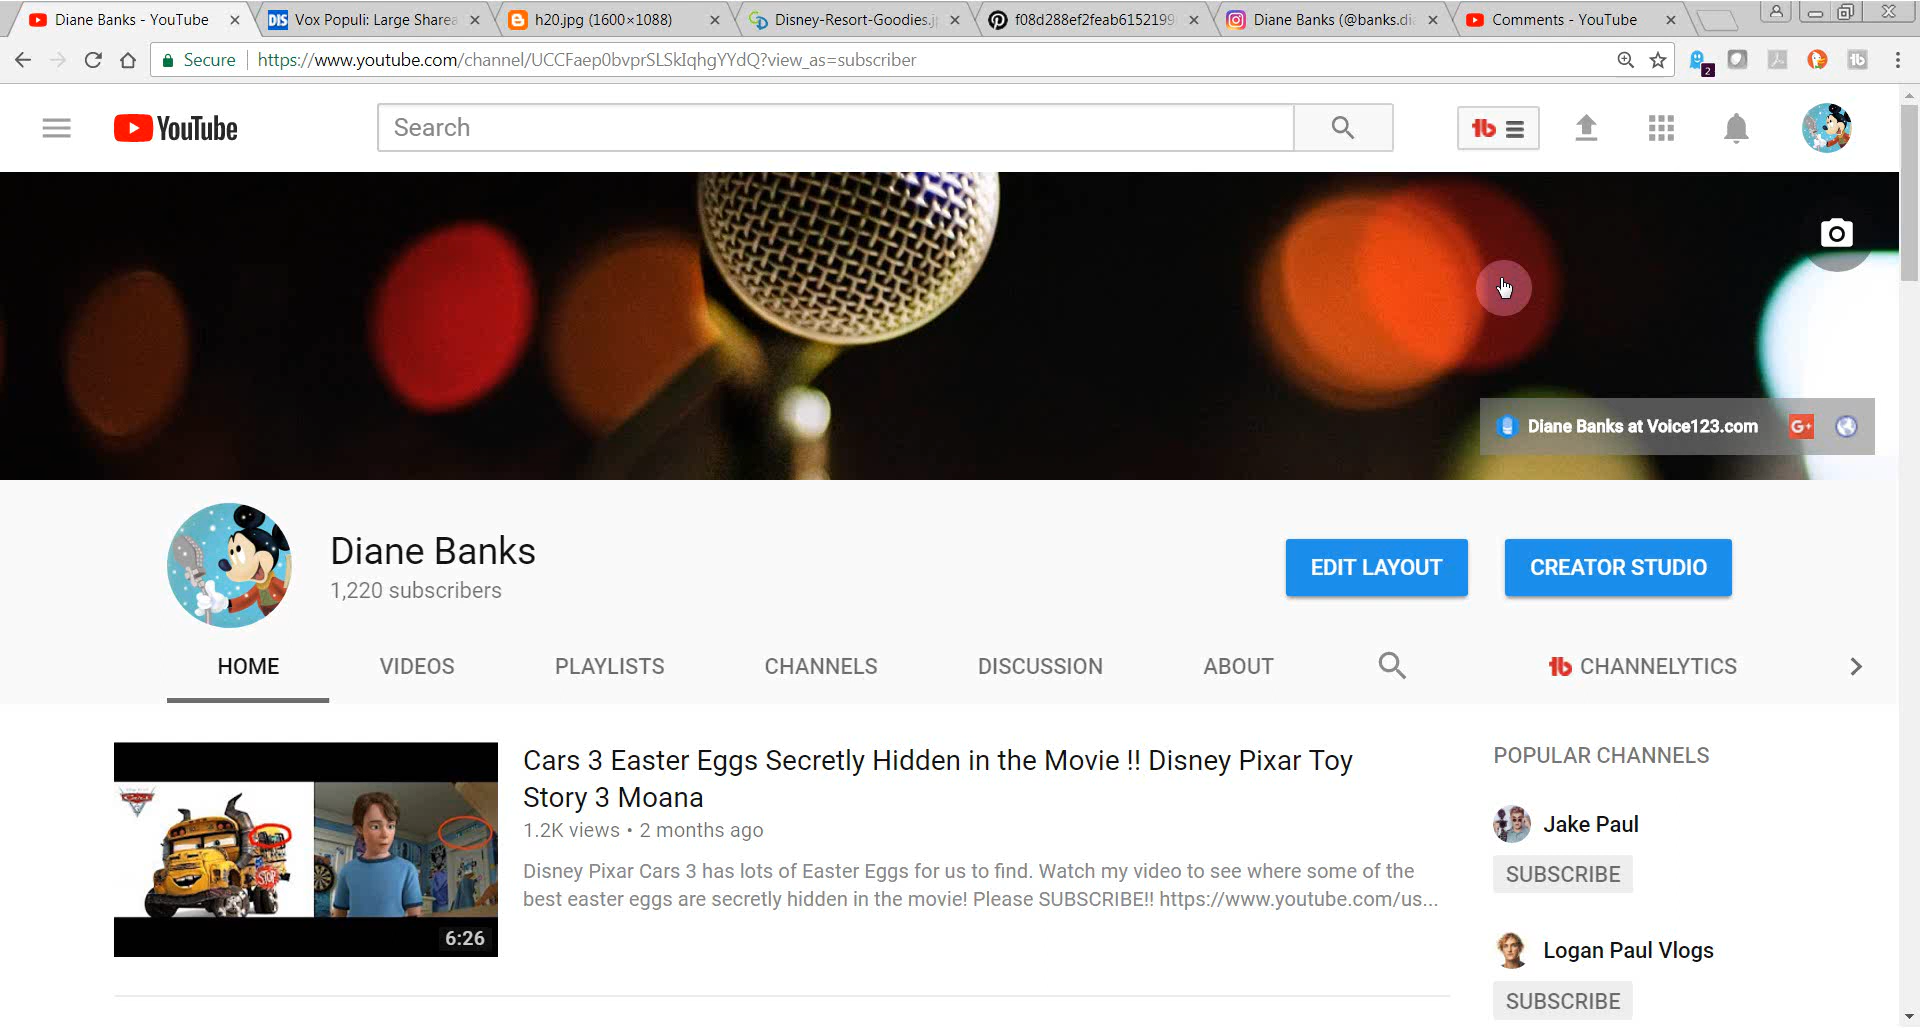 Diane Banks - YouTube
DIS Vox Populi: Large Sharea
h20.jpg (1600×1088)
Disney-Resort-Goodies.j
f08d288ef2feab6152199
Diane Banks (@banks.di
Comments - YouTube
Secure https://www.youtube.com/channel/UCCFaep0bvprSLSkIqhgYYdQ?view_as=subscriber
2
YouTube
Search
Diane Banks at Voice123.com G+
Diane Banks
1,220 subscribers
EDIT LAYOUT CREATOR STUDIO
HOME VIDEOS PLAYLISTS CHANNELS DISCUSSION ABOUT CHANNELYTICS
Cars 3 Easter Eggs Secretly Hidden in the Movie !! Disney Pixar Toy
Story 3 Moana
1.2K views • 2 months ago
Disney Pixar Cars 3 has lots of Easter Eggs for us to find. Watch my video to see where some of the
best easter eggs are secretly hidden in the movie! Please SUBSCRIBE!! https://www.youtube.com/us...
STOP
6:26
POPULAR CHANNELS
Jake Paul
SUBSCRIBE
Logan Paul Vlogs
SUBSCRIBE